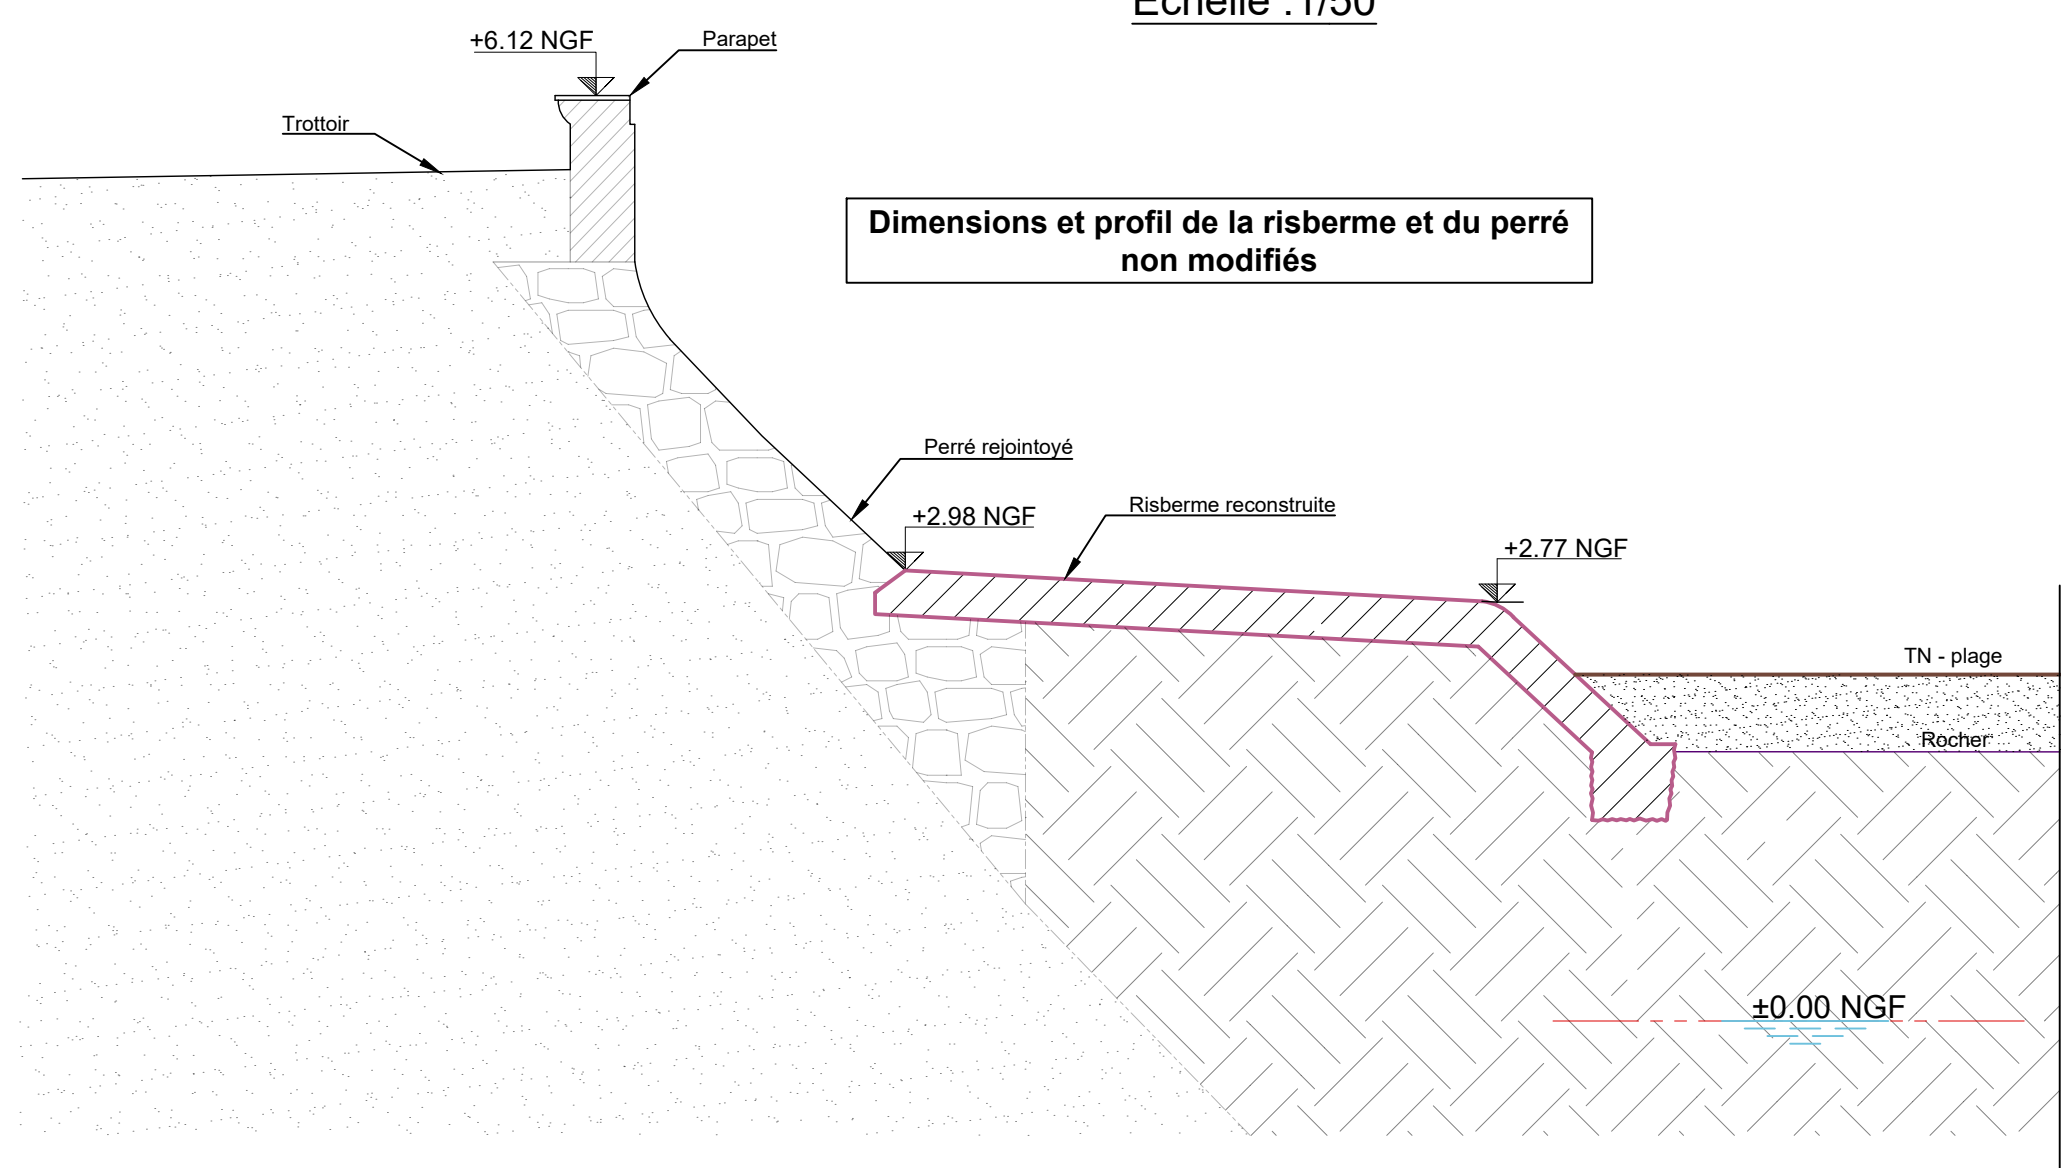 Echelle :1/50
+6.12 NGF
Parapet
Trottoir
Dimensions et profil de la risberme et du perré
non modifiés
Perré rejointoyé
+2.98 NGF
Risberme reconstruite
+2.77 NGF
TN - plage
Rocher
±0.00 NGF